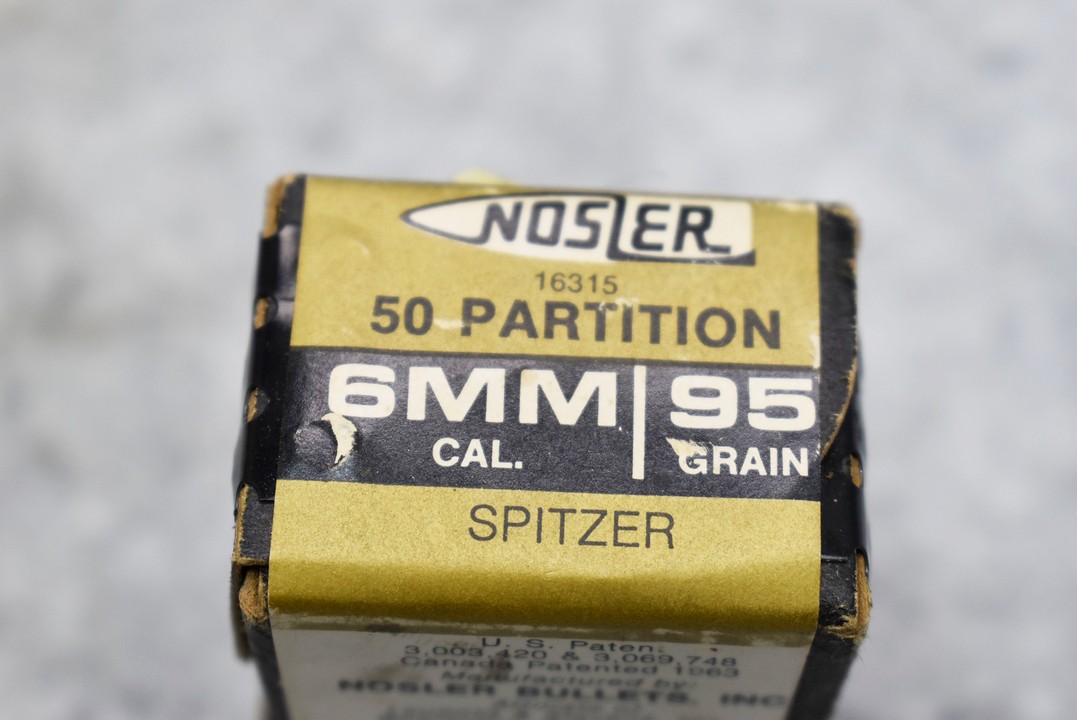 NOSLER
16315
50 PARTITION
6MM 95
CAL. GRAIN
SPITZER
U. S. Patent
3,003,420 & 3,069,748
Canada Patented 1963
Manufactured by:
NOSLER BULLETS, INC